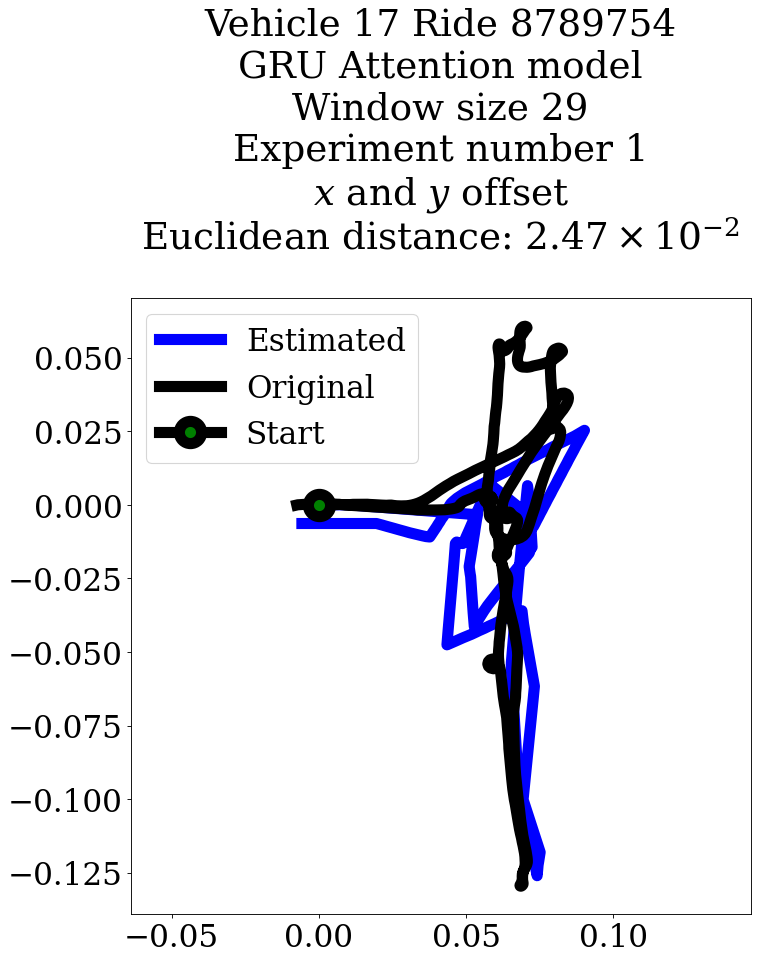 Vehicle 17 Ride 8789754
GRU Attention model
Window size 29
Experiment number 1
x and y offset
Euclidean distance: 2.47 × 10⁻²
Estimated
Original
Start
0.050
0.025
0.000
−0.025
−0.050
−0.075
−0.100
−0.125
−0.05 0.00 0.05 0.10